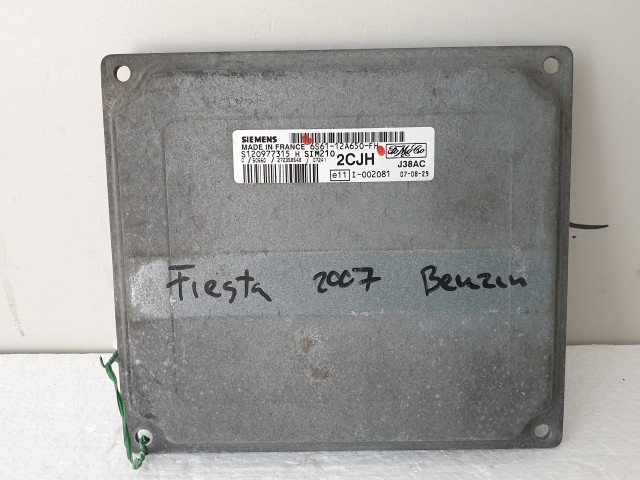 SIEMENS
MADE IN FRANCE 6S61-12A650-FH
S120977315 H SIM210 2CJH FoMoCo
J38AC
e11 I-002081 07-08-29
Fiesta 2007 Benzin